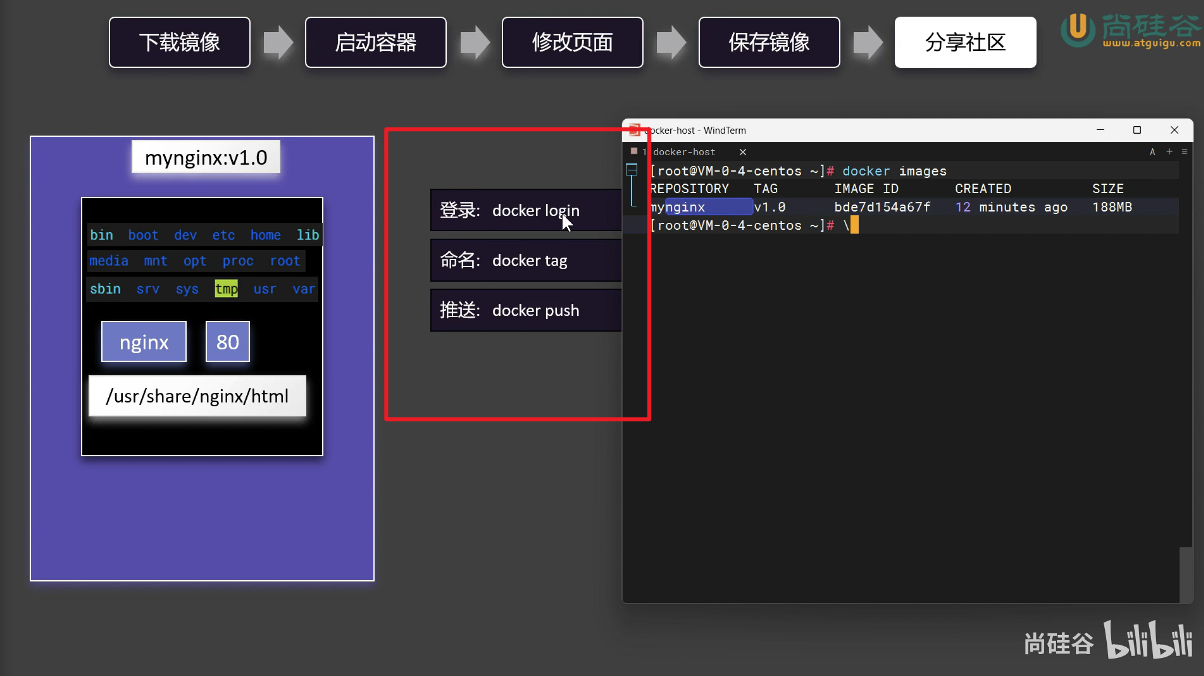 下载镜像
启动容器
修改页面
保存镜像
分享社区
尚硅谷
www.atguigu.com
mynginx:v1.0
bin boot dev etc home lib
media mnt opt proc root
sbin srv sys tmp usr var
nginx 80
/usr/share/nginx/html
登录: docker login
命名: docker tag
推送: docker push
docker-host - WindTerm
1 docker-host
[root@VM-0-4-centos ~]# docker images
REPOSITORY TAG IMAGE ID CREATED SIZE
mynginx v1.0 bde7d154a67f 12 minutes ago 188MB
[root@VM-0-4-centos ~]# \
尚硅谷 bilibili